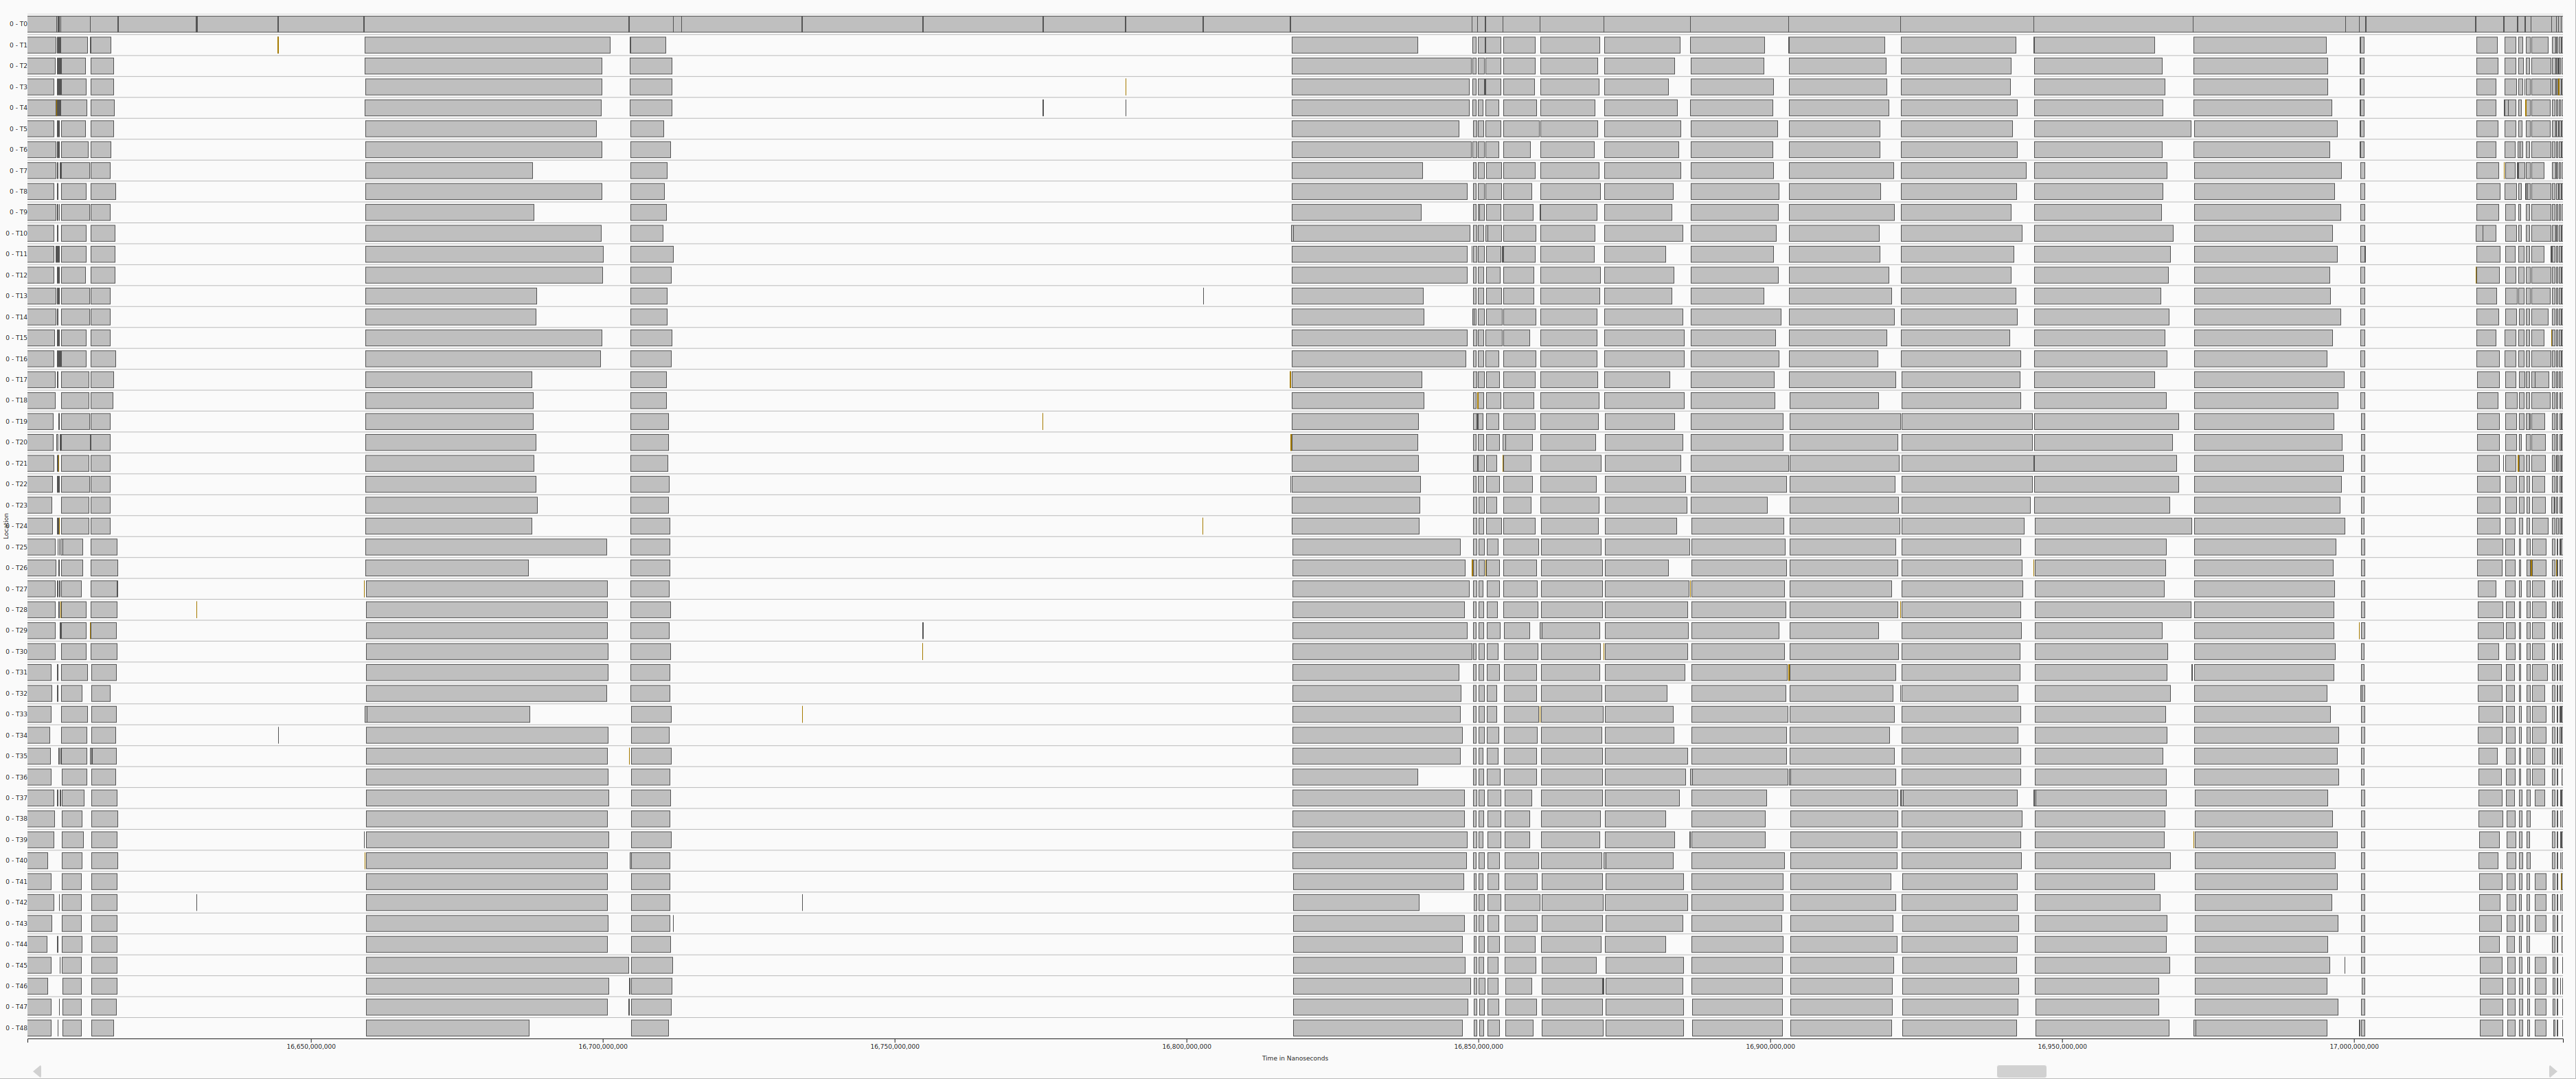 0 - T0
0 - T1
0 - T2
0 - T3
0 - T4
0 - T5
0 - T6
0 - T7
0 - T8
0 - T9
0 - T10
0 - T11
0 - T12
0 - T13
0 - T14
0 - T15
0 - T16
0 - T17
0 - T18
0 - T19
0 - T20
0 - T21
0 - T22
0 - T23
Location
0 - T24
0 - T25
0 - T26
0 - T27
0 - T28
0 - T29
0 - T30
0 - T31
0 - T32
0 - T33
0 - T34
0 - T35
0 - T36
0 - T37
0 - T38
0 - T39
0 - T40
0 - T41
0 - T42
0 - T43
0 - T44
0 - T45
0 - T46
0 - T47
0 - T48
16,650,000,000 16,700,000,000 16,750,000,000 16,800,000,000 16,850,000,000 16,900,000,000 16,950,000,000 17,000,000,000
Time in Nanoseconds